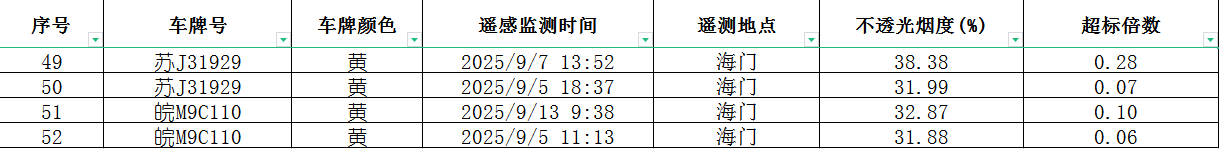 序号 车牌号 车牌颜色 遥感监测时间 遥测地点 不透光烟度(%) 超标倍数
49 苏J31929 黄 2025/9/7 13:52 海门 38.38 0.28
50 苏J31929 黄 2025/9/5 18:37 海门 31.99 0.07
51 皖M9C110 黄 2025/9/13 9:38 海门 32.87 0.10
52 皖M9C110 黄 2025/9/5 11:13 海门 31.88 0.06